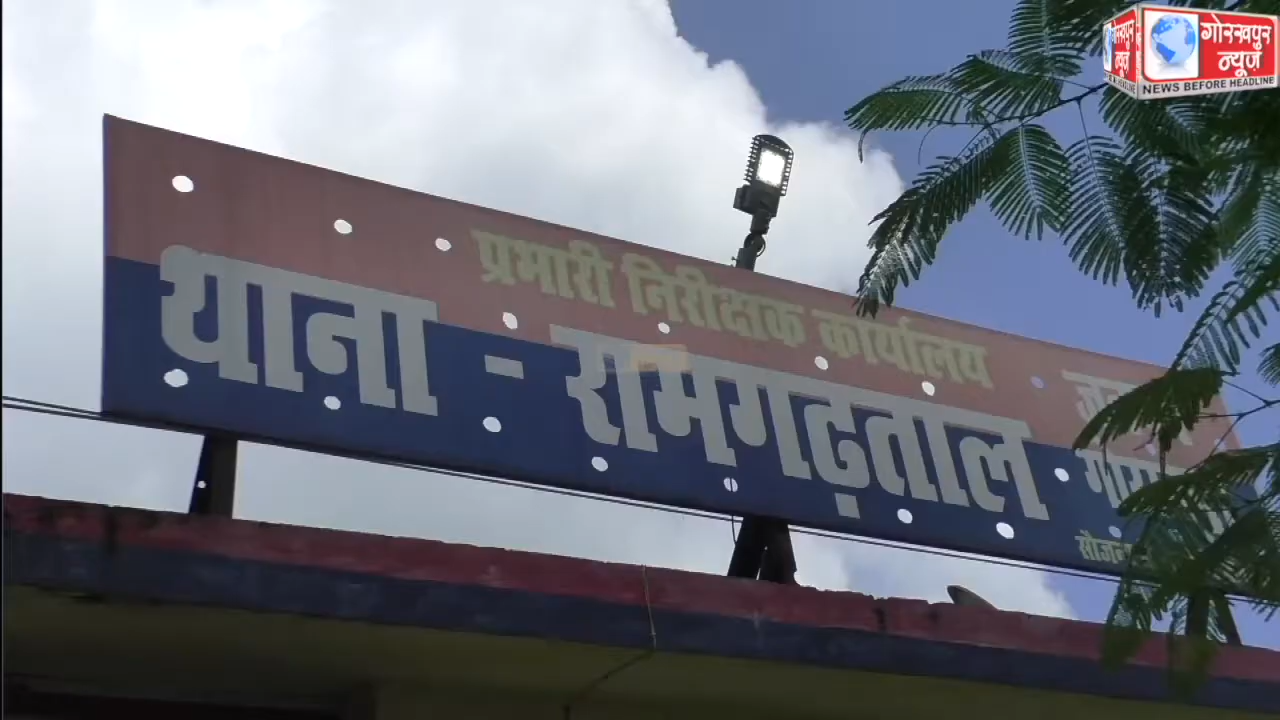 गोरखपुर
न्यूज़
NEWS BEFORE HEADLINE
प्रभारी निरीक्षक कार्यालय
थाना - रामगढ़ताल